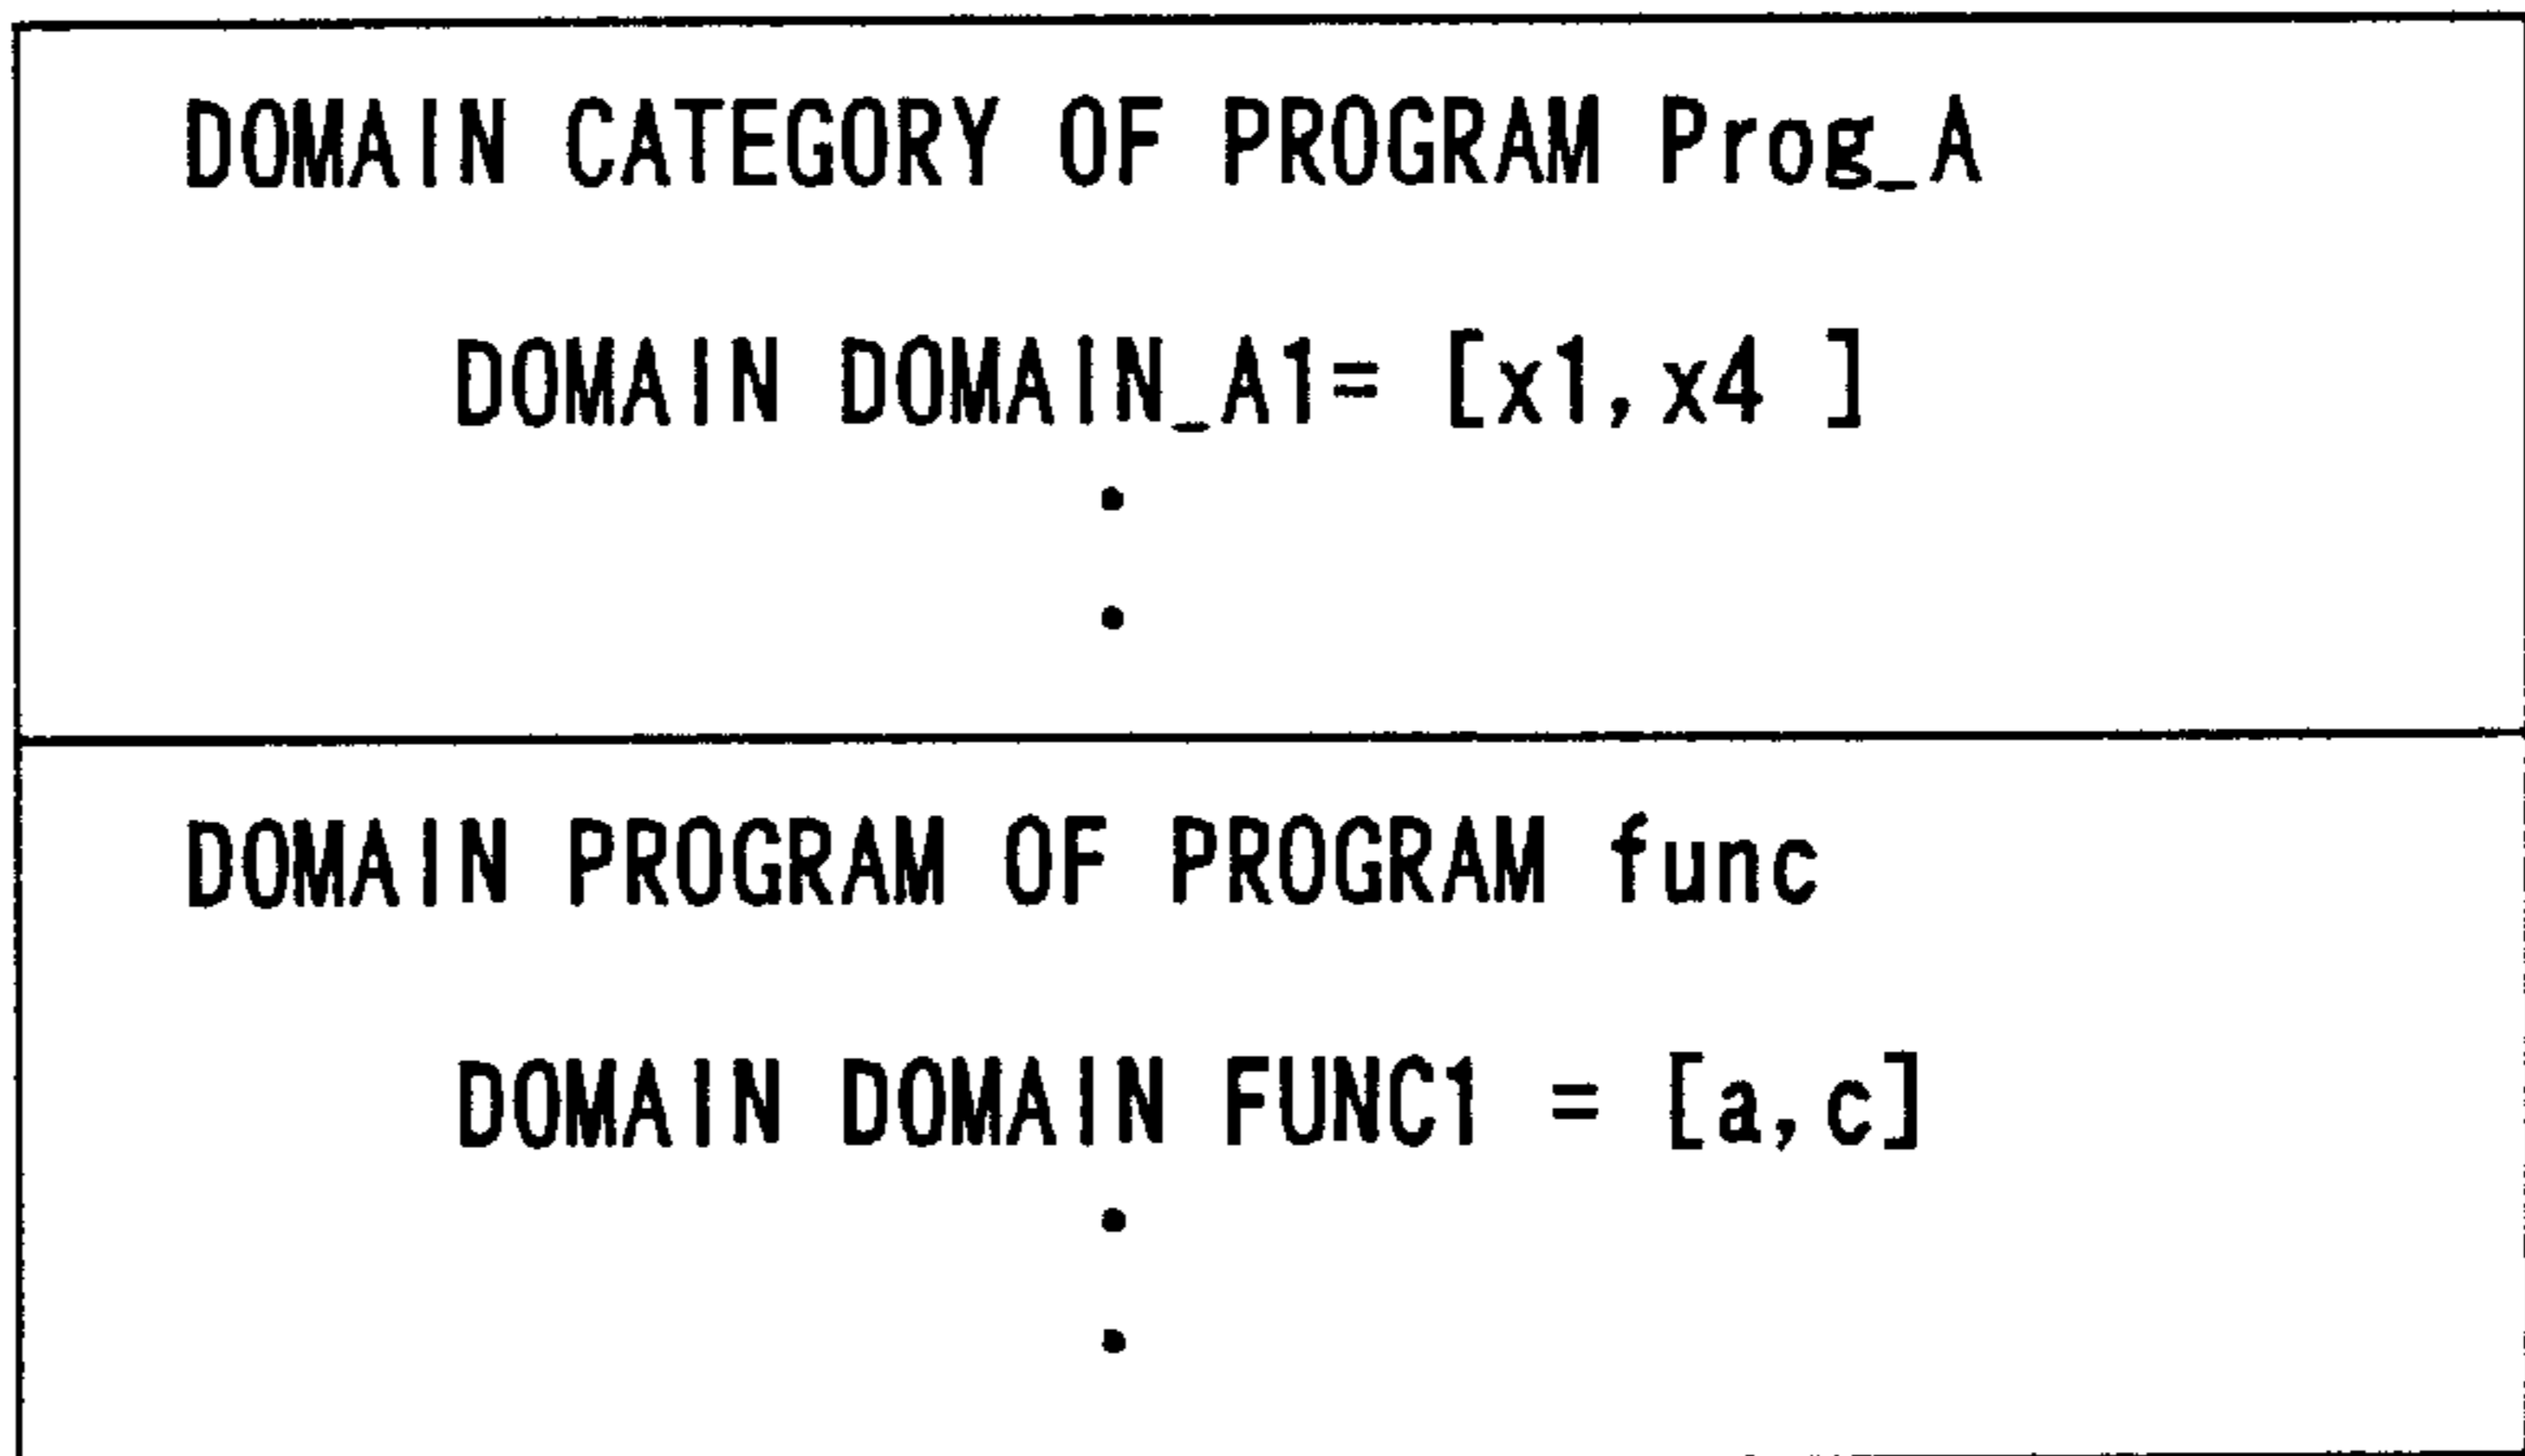 DOMAIN CATEGORY OF PROGRAM Prog_A
DOMAIN DOMAIN_A1= [x1,x4 ]
DOMAIN PROGRAM OF PROGRAM func
DOMAIN DOMAIN FUNC1 = [a,c]